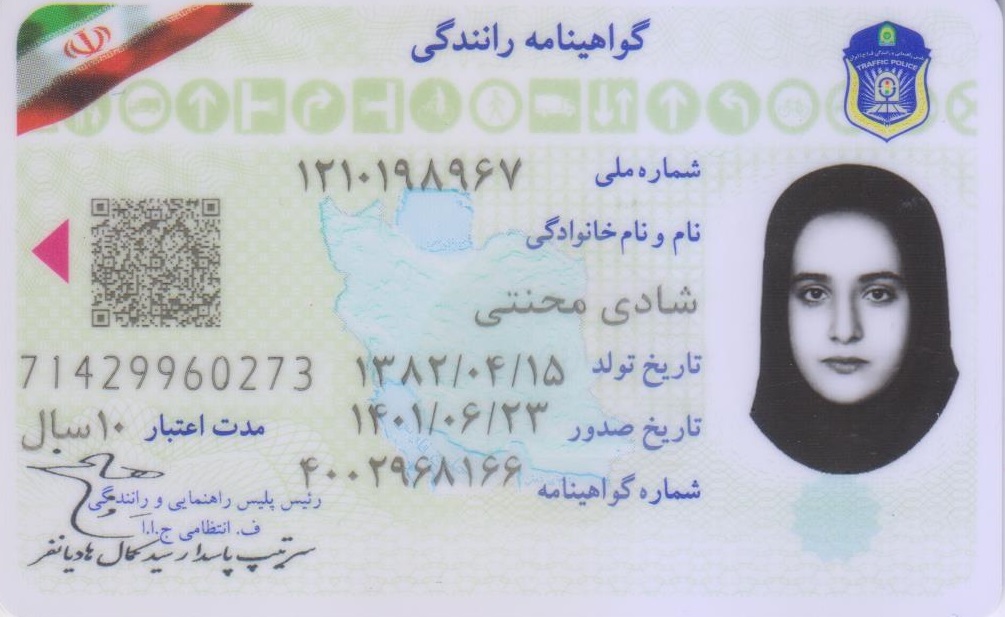 گواهینامه رانندگی
TRAFFIC POLICE
شماره ملی ۱۲۱۰۱۹۸۹۶۷
نام و نام خانوادگی
شادی محنتی
تاریخ تولد ۱۳۸۲/۰۴/۱۵
71429960273
تاریخ صدور ۱۴۰۱/۰۶/۲۳
مدت اعتبار ۱۰ سال
شماره گواهینامه ۴۰۰۲۹۶۸۱۶۶
رئیس پلیس راهنمایی و رانندگی
ف. انتظامی ج.ا.ا
سرتیپ پاسدار سید کمال هادیانفر